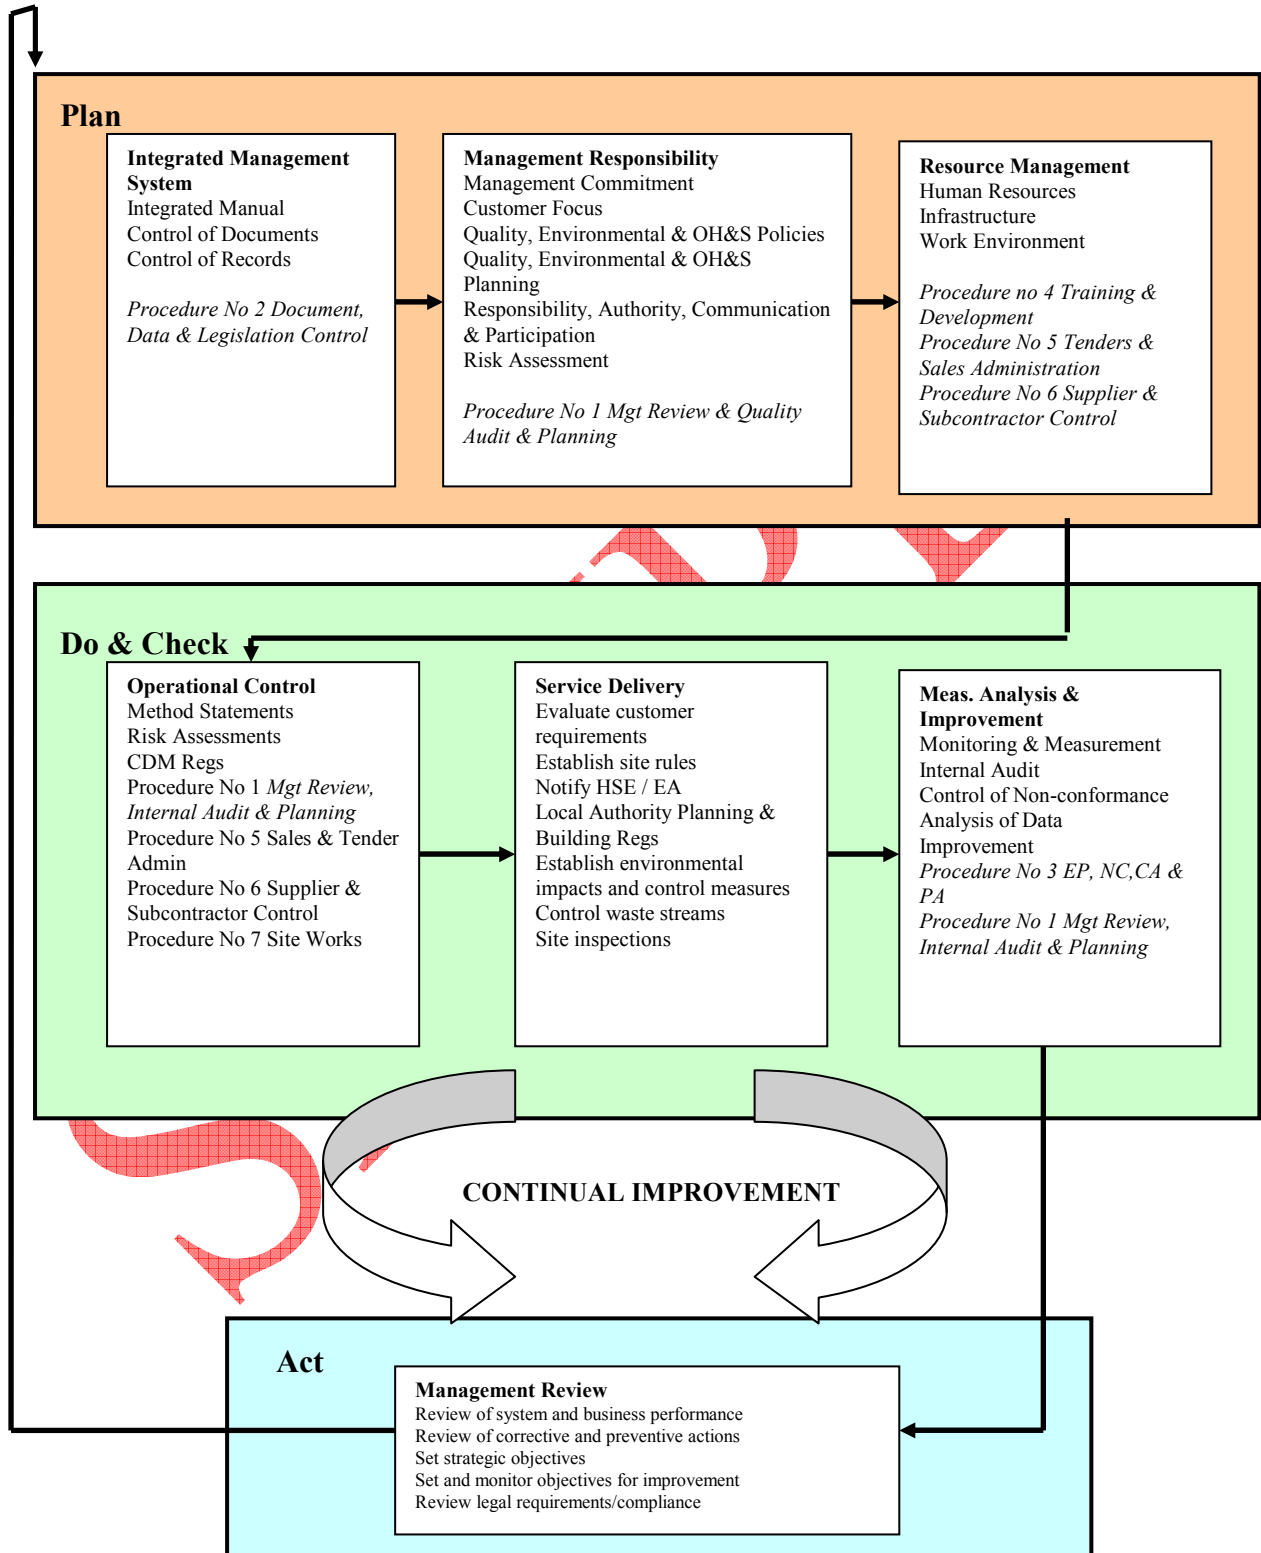 Plan
Integrated Management
System
Integrated Manual
Control of Documents
Control of Records
Procedure No 2 Document,
Data & Legislation Control
Management Responsibility
Management Commitment
Customer Focus
Quality, Environmental & OH&S Policies
Quality, Environmental & OH&S
Planning
Responsibility, Authority, Communication
& Participation
Risk Assessment
Procedure No 1 Mgt Review & Quality
Audit & Planning
Resource Management
Human Resources
Infrastructure
Work Environment
Procedure no 4 Training &
Development
Procedure No 5 Tenders &
Sales Administration
Procedure No 6 Supplier &
Subcontractor Control
Do & Check
Operational Control
Method Statements
Risk Assessments
CDM Regs
Procedure No 1 Mgt Review,
Internal Audit & Planning
Procedure No 5 Sales & Tender
Admin
Procedure No 6 Supplier &
Subcontractor Control
Procedure No 7 Site Works
Service Delivery
Evaluate customer
requirements
Establish site rules
Notify HSE / EA
Local Authority Planning &
Building Regs
Establish environmental
impacts and control measures
Control waste streams
Site inspections
Meas. Analysis &
Improvement
Monitoring & Measurement
Internal Audit
Control of Non-conformance
Analysis of Data
Improvement
Procedure No 3 EP, NC,CA &
PA
Procedure No 1 Mgt Review,
Internal Audit & Planning
CONTINUAL IMPROVEMENT
Act
Management Review
Review of system and business performance
Review of corrective and preventive actions
Set strategic objectives
Set and monitor objectives for improvement
Review legal requirements/compliance